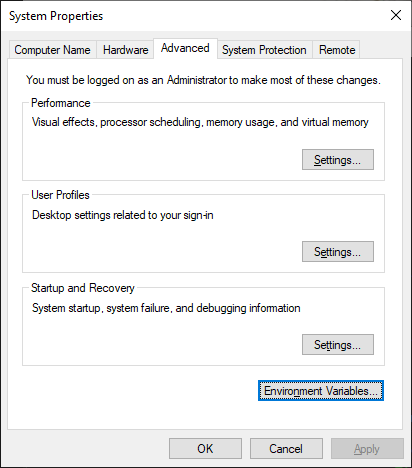 System Properties
Computer Name Hardware Advanced System Protection Remote
You must be logged on as an Administrator to make most of these changes.
Performance
Visual effects, processor scheduling, memory usage, and virtual memory
Settings...
User Profiles
Desktop settings related to your sign-in
Settings...
Startup and Recovery
System startup, system failure, and debugging information
Settings...
Environment Variables...
OK Cancel Apply